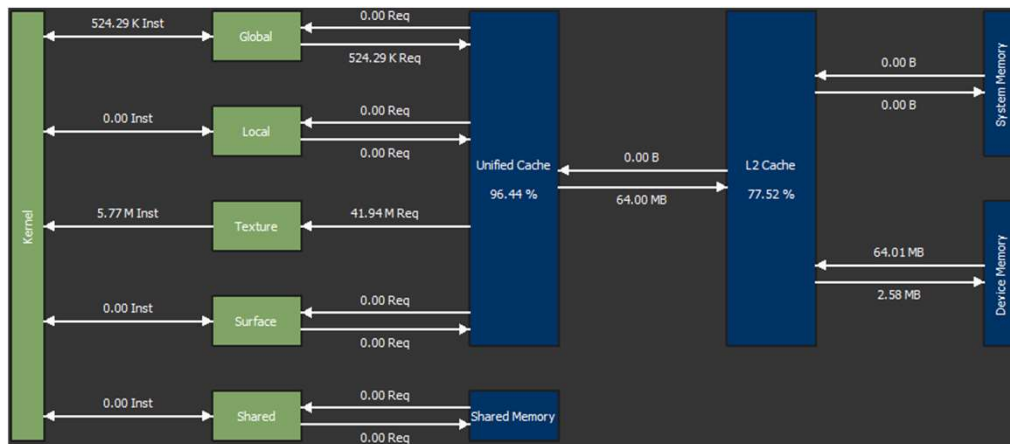 Kernel
524.29 K Inst
Global
0.00 Req
524.29 K Req
0.00 Inst
Local
0.00 Req
0.00 Req
5.77 M Inst
Texture
41.94 M Req
0.00 Inst
Surface
0.00 Req
0.00 Req
0.00 Inst
Shared
0.00 Req
0.00 Req
Unified Cache
96.44 %
Shared Memory
0.00 B
64.00 MB
L2 Cache
77.52 %
0.00 B
0.00 B
System Memory
64.01 MB
2.58 MB
Device Memory